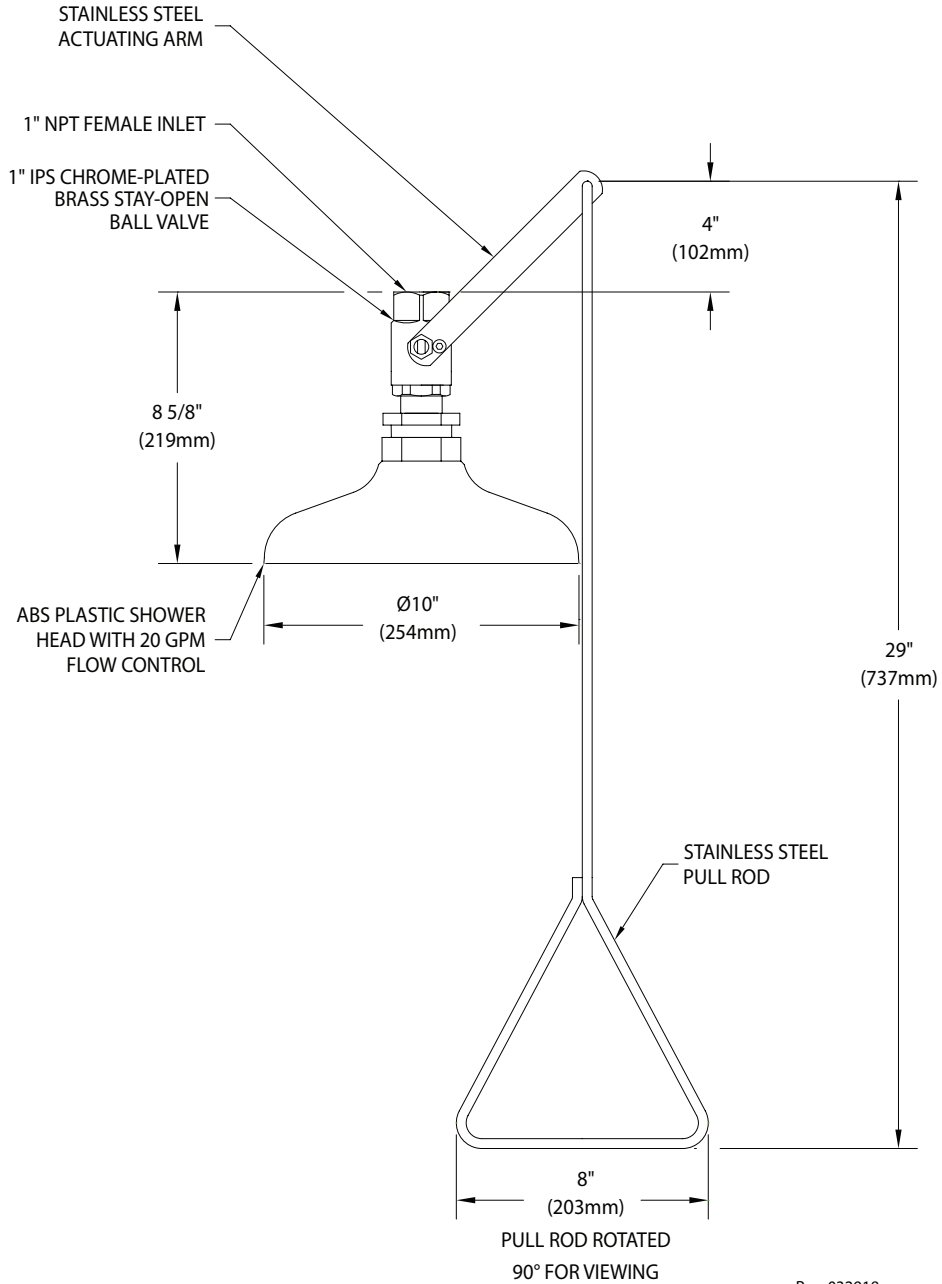 STAINLESS STEEL
ACTUATING ARM
1" NPT FEMALE INLET
1" IPS CHROME-PLATED
BRASS STAY-OPEN
BALL VALVE
4"
(102mm)
8 5/8"
(219mm)
ABS PLASTIC SHOWER
HEAD WITH 20 GPM
FLOW CONTROL
Ø10"
(254mm)
29"
(737mm)
STAINLESS STEEL
PULL ROD
8"
(203mm)
PULL ROD ROTATED
90° FOR VIEWING